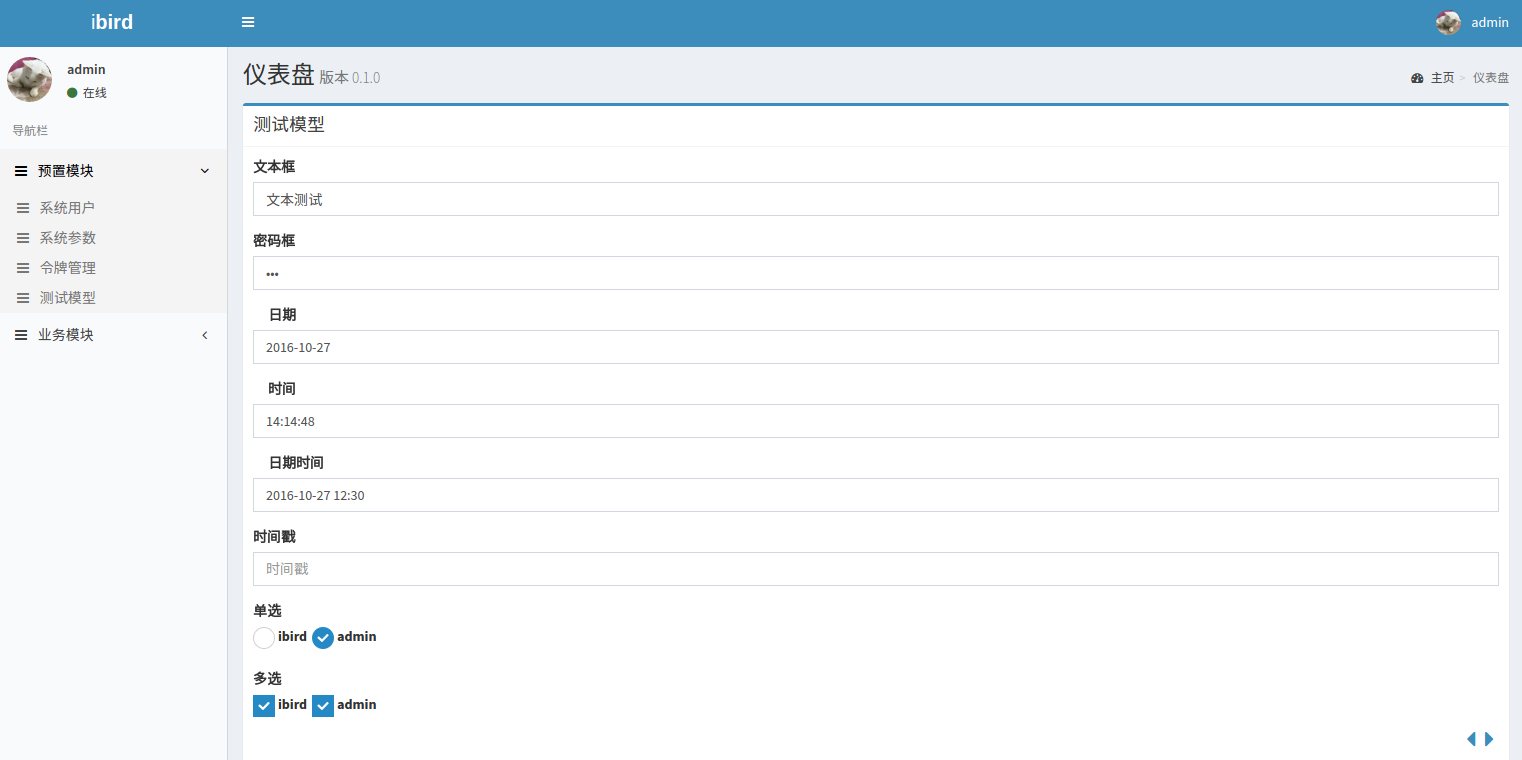 ibird
admin
admin
在线
导航栏
预置模块
系统用户
系统参数
令牌管理
测试模型
业务模块
仪表盘 版本 0.1.0
主页 > 仪表盘
测试模型
文本框
文本测试
密码框
•••
日期
2016-10-27
时间
14:14:48
日期时间
2016-10-27 12:30
时间戳
时间戳
单选
ibird admin
多选
ibird admin